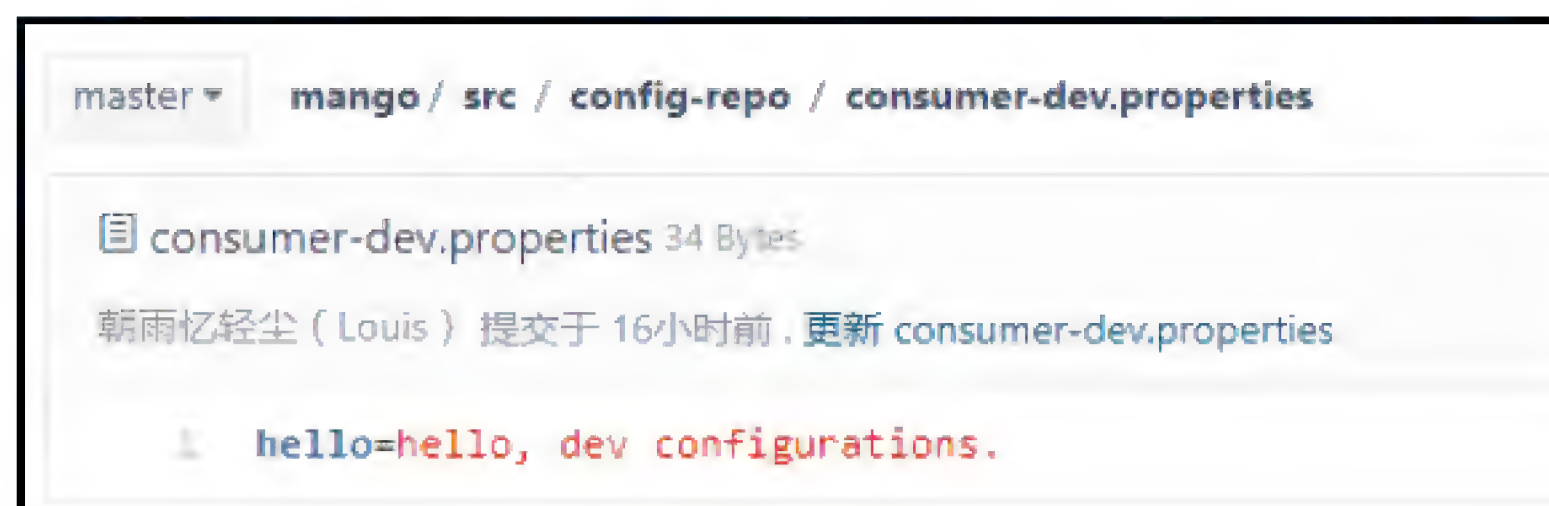 master mango / src / config-repo / consumer-dev.properties
consumer-dev.properties 34 Bytes
朝雨忆轻尘（Louis） 提交于 16小时前 . 更新 consumer-dev.properties
1 hello=hello, dev configurations.